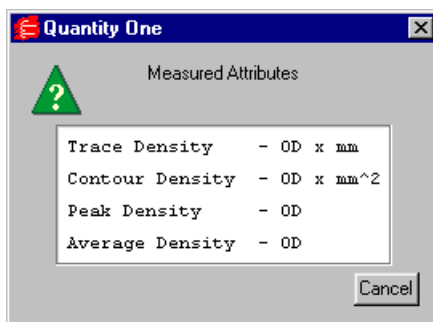 Quantity One
Measured Attributes
?
Trace Density - OD x mm
Contour Density - OD x mm^2
Peak Density - OD
Average Density - OD
Cancel